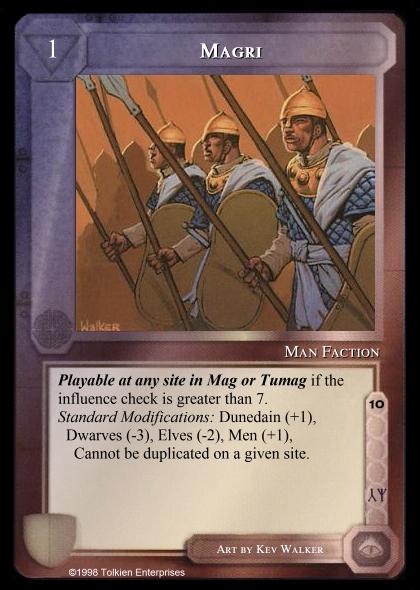 1
MAGRI
Walker
MAN FACTION
Playable at any site in Mag or Tumag if the
influence check is greater than 7.
Standard Modifications: Dunedain (+1),
Dwarves (-3), Elves (-2), Men (+1),
Cannot be duplicated on a given site.
10
ART BY KEV WALKER
©1998 Tolkien Enterprises